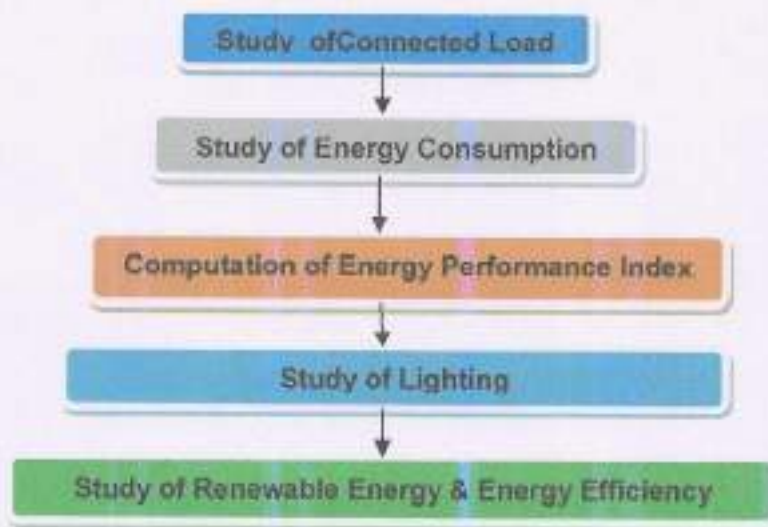 Study ofConnected Load
Study of Energy Consumption
Computation of Energy Performance Index
Study of Lighting
Study of Renewable Energy & Energy Efficiency